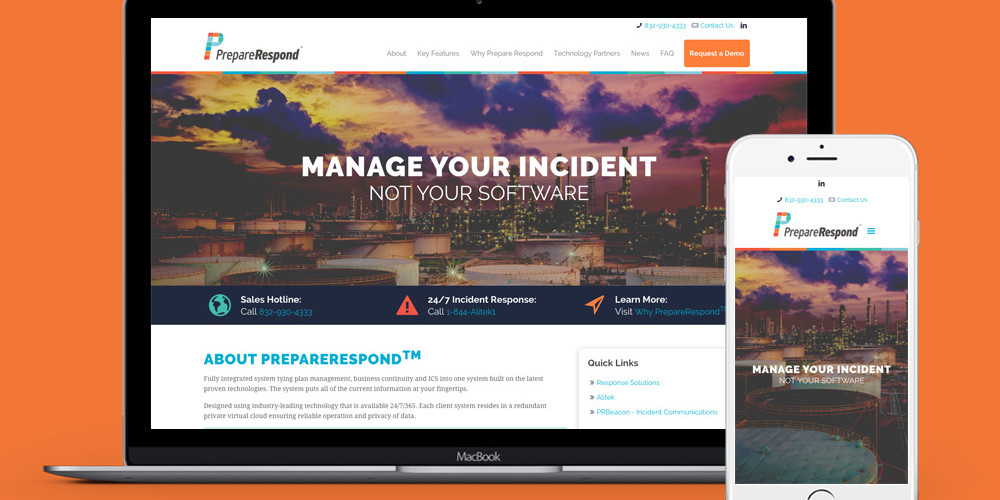 832-930-4333 Contact Us in
P
PrepareRespond™
About Key Features Why Prepare Respond Technology Partners News FAQ Request a Demo
MANAGE YOUR INCIDENT
NOT YOUR SOFTWARE
Sales Hotline:
Call 832-930-4333
24/7 Incident Response:
Call 1-844-Alitek1
Learn More:
Visit Why PrepareRespond™
ABOUT PREPARERESPOND™
Fully integrated system tying plan management, business continuity and ICS into one system built on the latest
proven technologies. The system puts all of the current information at your fingertips.
Designed using industry-leading technology that is available 24/7/365. Each client system resides in a redundant
private virtual cloud ensuring reliable operation and privacy of data.
Quick Links
» Response Solutions
» Alitek
» PRBeacon - Incident Communications
MacBook
in
832-930-4333 Contact Us
P
PrepareRespond™
MANAGE YOUR INCIDENT
NOT YOUR SOFTWARE